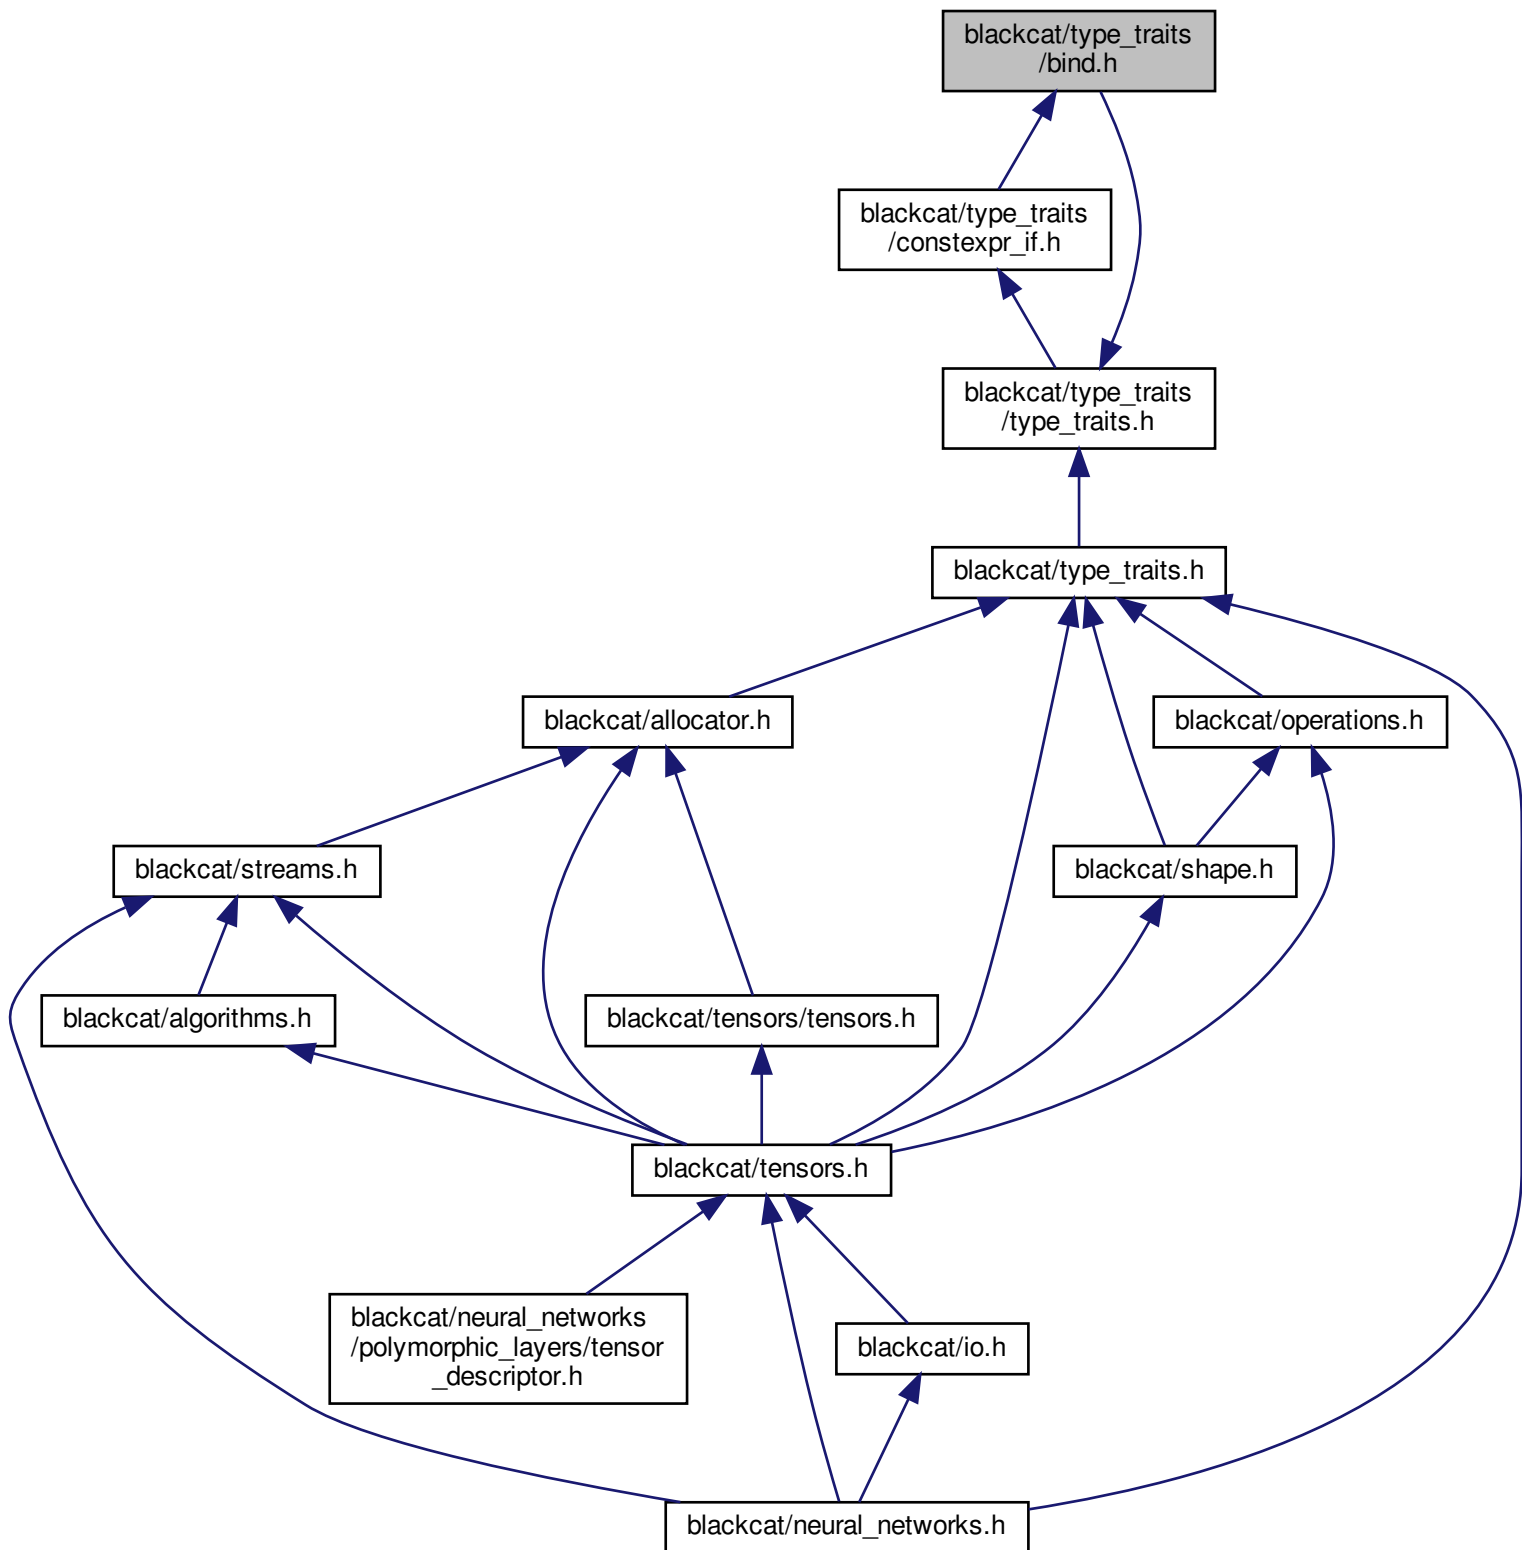 blackcat/type_traits
/bind.h
blackcat/type_traits
/constexpr_if.h
blackcat/type_traits
/type_traits.h
blackcat/type_traits.h
blackcat/allocator.h
blackcat/operations.h
blackcat/streams.h
blackcat/shape.h
blackcat/algorithms.h
blackcat/tensors/tensors.h
blackcat/tensors.h
blackcat/neural_networks
/polymorphic_layers/tensor
_descriptor.h
blackcat/io.h
blackcat/neural_networks.h